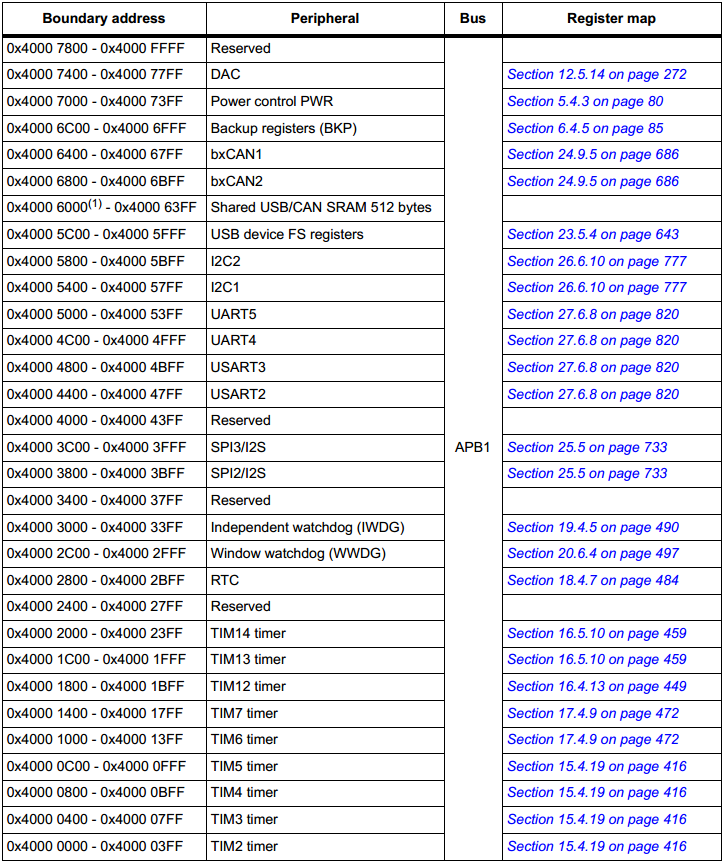 Boundary address Peripheral Bus Register map
0x4000 7800 - 0x4000 FFFF Reserved
0x4000 7400 - 0x4000 77FF DAC Section 12.5.14 on page 272
0x4000 7000 - 0x4000 73FF Power control PWR Section 5.4.3 on page 80
0x4000 6C00 - 0x4000 6FFF Backup registers (BKP) Section 6.4.5 on page 85
0x4000 6400 - 0x4000 67FF bxCAN1 Section 24.9.5 on page 686
0x4000 6800 - 0x4000 6BFF bxCAN2 Section 24.9.5 on page 686
0x4000 6000(1) - 0x4000 63FF Shared USB/CAN SRAM 512 bytes
0x4000 5C00 - 0x4000 5FFF USB device FS registers Section 23.5.4 on page 643
0x4000 5800 - 0x4000 5BFF I2C2 Section 26.6.10 on page 777
0x4000 5400 - 0x4000 57FF I2C1 Section 26.6.10 on page 777
0x4000 5000 - 0x4000 53FF UART5 Section 27.6.8 on page 820
0x4000 4C00 - 0x4000 4FFF UART4 Section 27.6.8 on page 820
0x4000 4800 - 0x4000 4BFF USART3 Section 27.6.8 on page 820
0x4000 4400 - 0x4000 47FF USART2 Section 27.6.8 on page 820
0x4000 4000 - 0x4000 43FF Reserved
0x4000 3C00 - 0x4000 3FFF SPI3/I2S APB1 Section 25.5 on page 733
0x4000 3800 - 0x4000 3BFF SPI2/I2S Section 25.5 on page 733
0x4000 3400 - 0x4000 37FF Reserved
0x4000 3000 - 0x4000 33FF Independent watchdog (IWDG) Section 19.4.5 on page 490
0x4000 2C00 - 0x4000 2FFF Window watchdog (WWDG) Section 20.6.4 on page 497
0x4000 2800 - 0x4000 2BFF RTC Section 18.4.7 on page 484
0x4000 2400 - 0x4000 27FF Reserved
0x4000 2000 - 0x4000 23FF TIM14 timer Section 16.5.10 on page 459
0x4000 1C00 - 0x4000 1FFF TIM13 timer Section 16.5.10 on page 459
0x4000 1800 - 0x4000 1BFF TIM12 timer Section 16.4.13 on page 449
0x4000 1400 - 0x4000 17FF TIM7 timer Section 17.4.9 on page 472
0x4000 1000 - 0x4000 13FF TIM6 timer Section 17.4.9 on page 472
0x4000 0C00 - 0x4000 0FFF TIM5 timer Section 15.4.19 on page 416
0x4000 0800 - 0x4000 0BFF TIM4 timer Section 15.4.19 on page 416
0x4000 0400 - 0x4000 07FF TIM3 timer Section 15.4.19 on page 416
0x4000 0000 - 0x4000 03FF TIM2 timer Section 15.4.19 on page 416